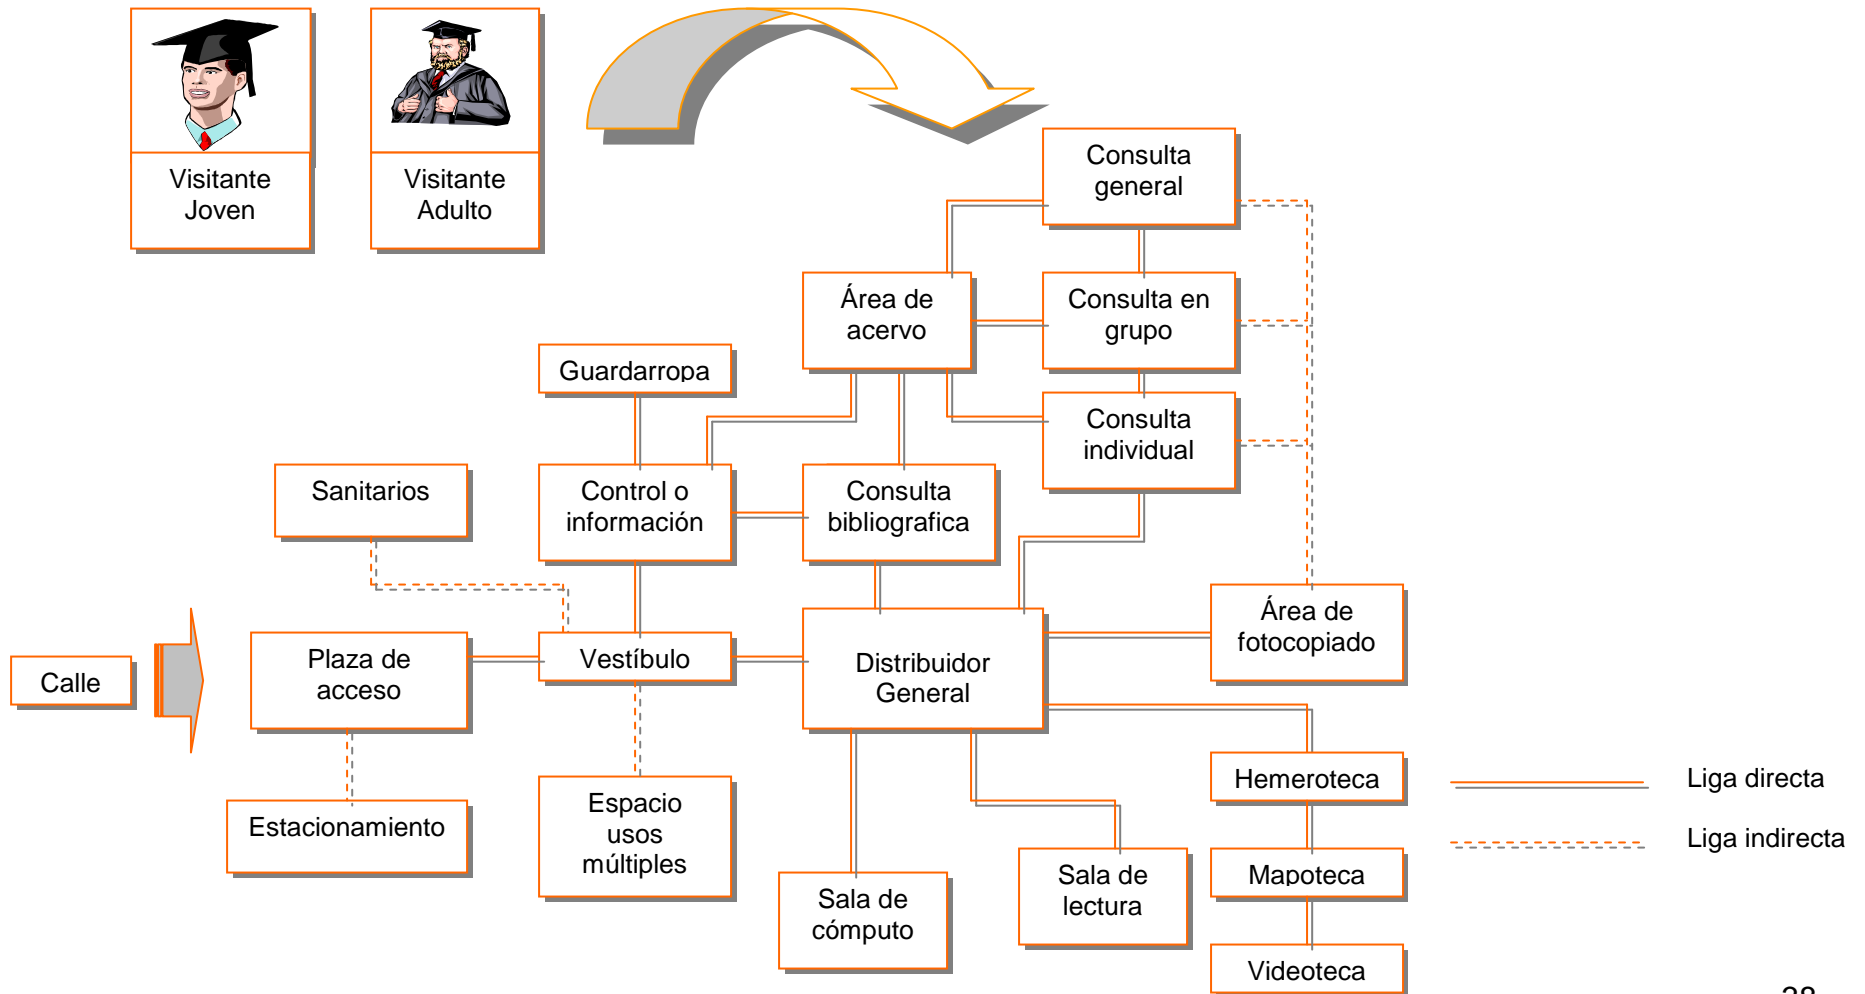 Visitante
Joven
Visitante
Adulto
Consulta
general
Área de
acervo
Consulta en
grupo
Guardarropa
Consulta
individual
Sanitarios
Control o
información
Consulta
bibliografica
Área de
fotocopiado
Calle
Plaza de
acceso
Vestíbulo
Distribuidor
General
Hemeroteca
Liga directa
Estacionamiento
Espacio
usos
múltiples
Liga indirecta
Sala de
cómputo
Sala de
lectura
Mapoteca
Videoteca